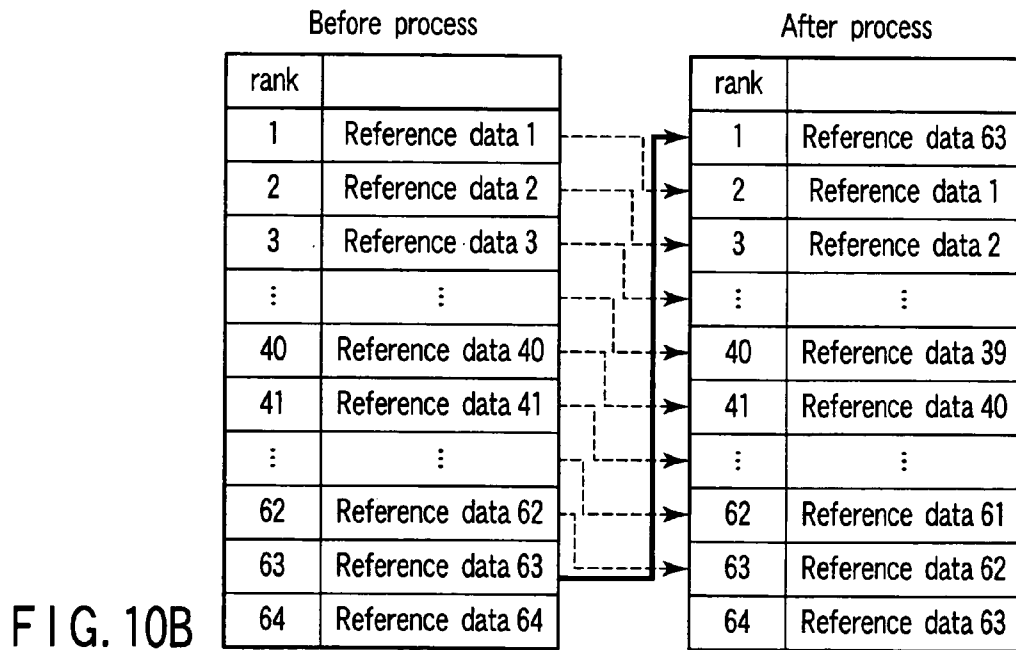 Before process
rank
1 Reference data 1
2 Reference data 2
3 Reference data 3
⋮ ⋮
40 Reference data 40
41 Reference data 41
⋮ ⋮
62 Reference data 62
63 Reference data 63
64 Reference data 64
After process
rank
1 Reference data 63
2 Reference data 1
3 Reference data 2
⋮ ⋮
40 Reference data 39
41 Reference data 40
⋮ ⋮
62 Reference data 61
63 Reference data 62
64 Reference data 63
FIG. 10B